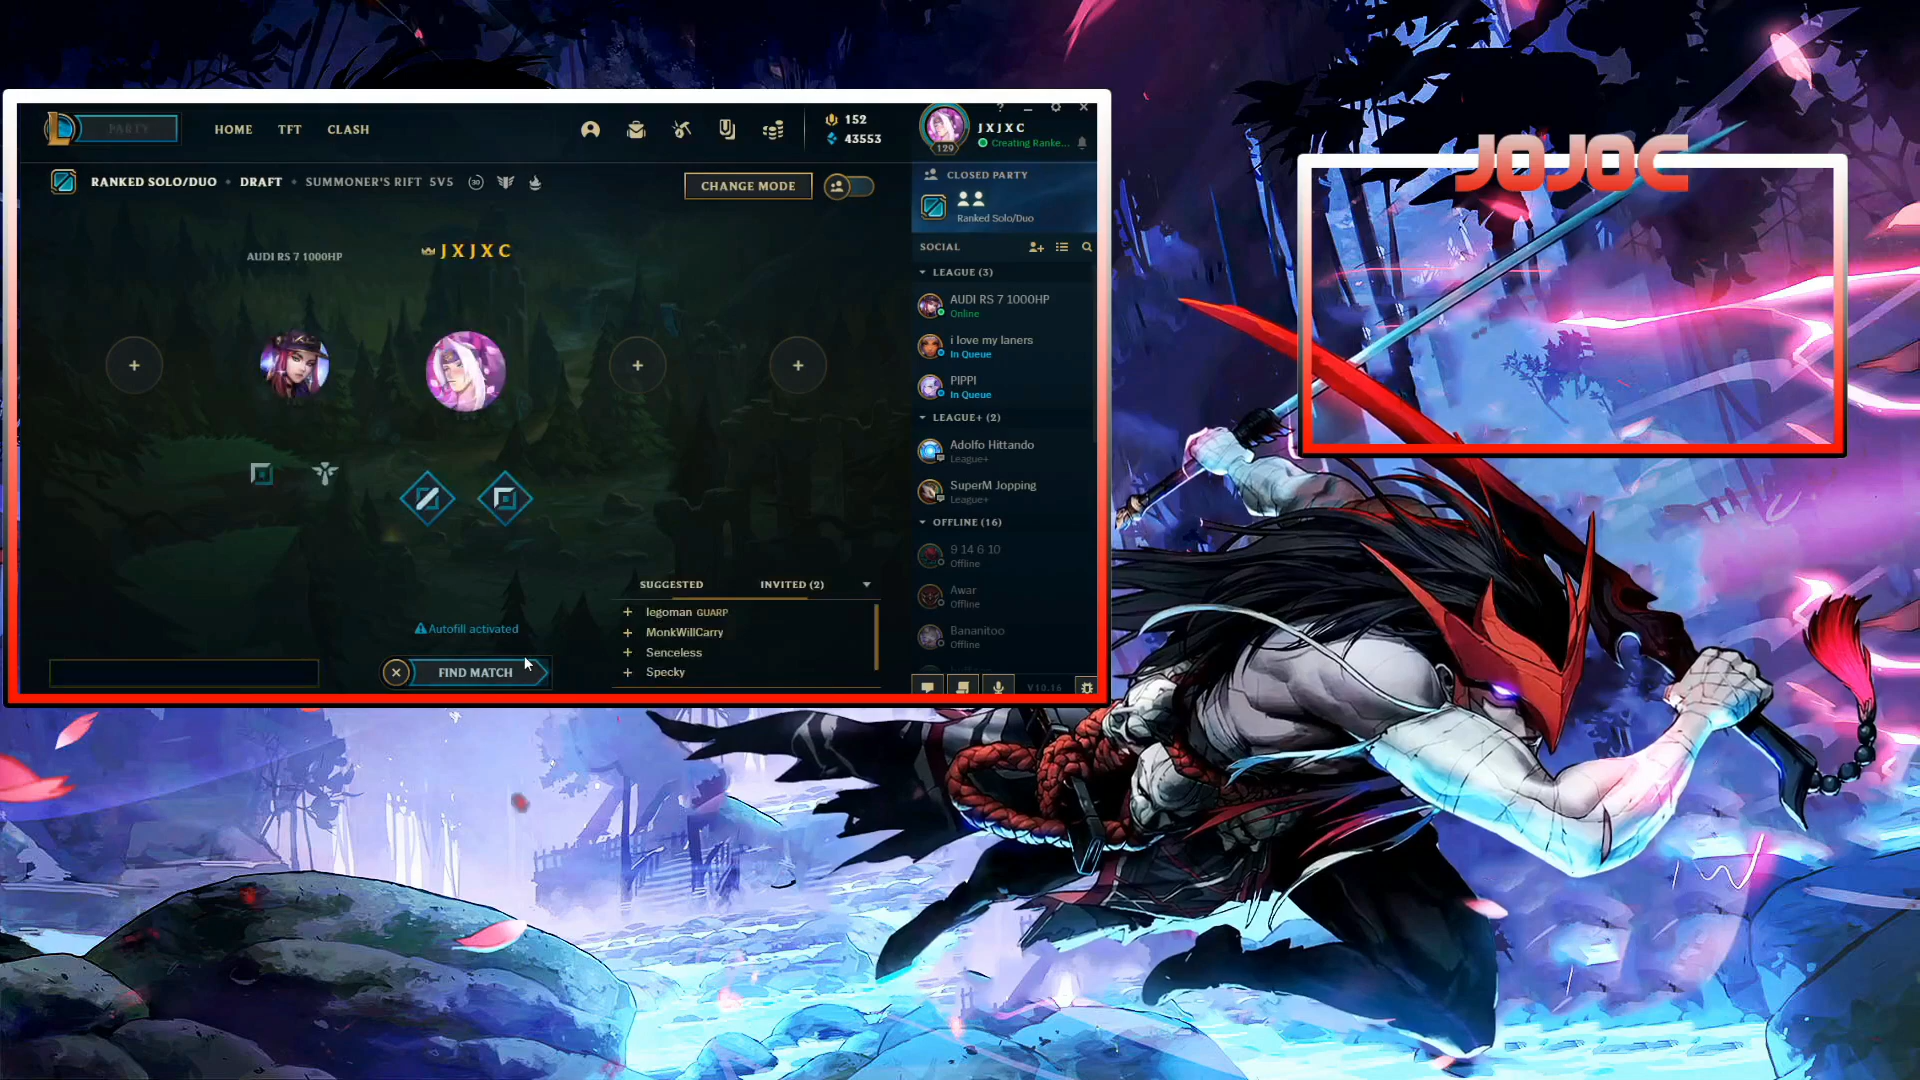 PARTY
HOME
TFT
CLASH
152
43553
?
JXJXC
129
Creating Ranke...
RANKED SOLO/DUO • DRAFT • SUMMONER'S RIFT 5V5
30
CHANGE MODE
CLOSED PARTY
Ranked Solo/Duo
AUDI RS 7 1000HP
JXJXC
SOCIAL
LEAGUE (3)
AUDI RS 7 1000HP
Online
i love my laners
In Queue
PIPPI
In Queue
LEAGUE+ (2)
Adolfo Hittando
League+
SuperM Jopping
League+
OFFLINE (16)
9 14 6 10
Offline
Awar
Offline
Bananitoo
Offline
SUGGESTED
INVITED (2)
legoman GUARP
MonkWillCarry
Senceless
Specky
Autofill activated
FIND MATCH
V10.16
JOJOC